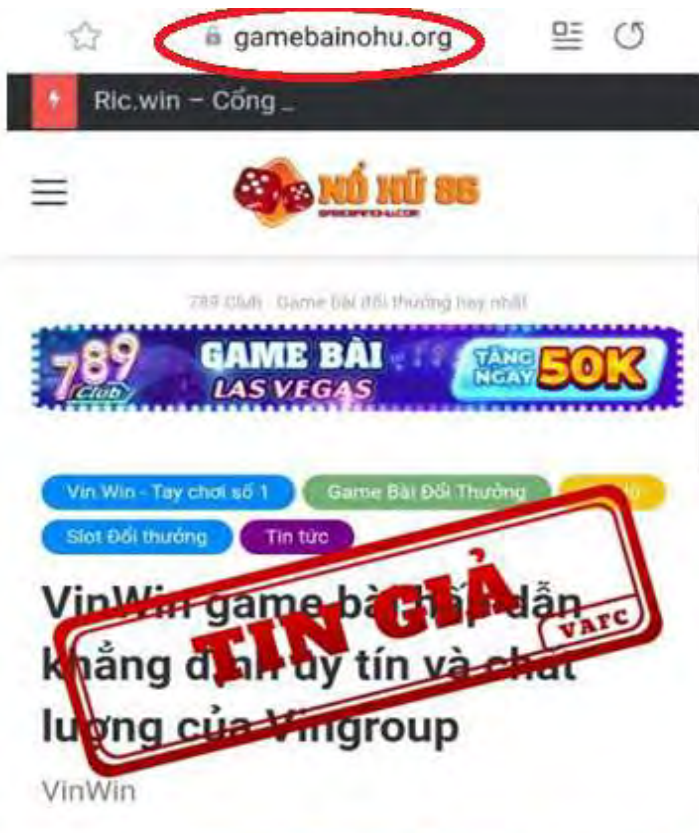 gamebainohu.org
Ric.win – Cổng _
NỔ HŨ 86
789 Club - Game bài đổi thưởng hay nhất
789 Club
GAME BÀI
LAS VEGAS
TẶNG NGAY 50K
Vin Win - Tay chơi số 1
Game Bài Đổi Thưởng
Slot Đổi thưởng
Tin tức
TIN GIẢ
VAFC
VinWin game bài hấp dẫn
khẳng định uy tín và chất
lượng của Vingroup
VinWin